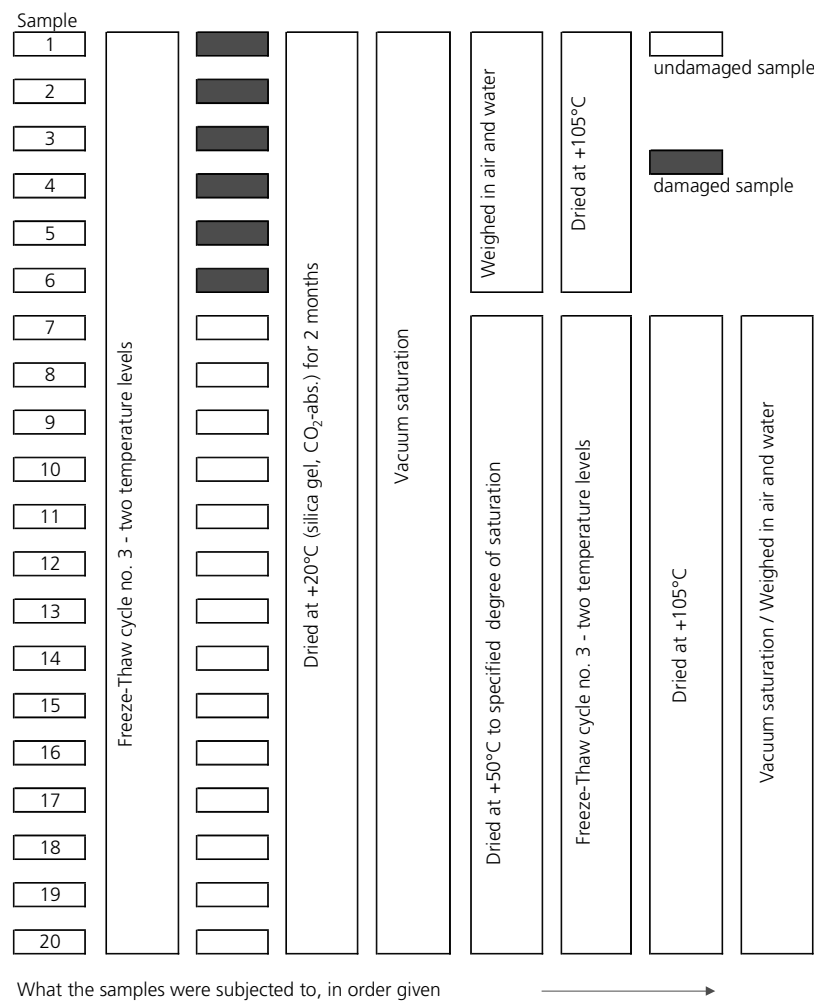 Sample
1
2
3
4
5
6
7
8
9
10
11
12
13
14
15
16
17
18
19
20
Freeze-Thaw cycle no. 3 - two temperature levels
Dried at +20°C (silica gel, CO₂-abs.) for 2 months
Vacuum saturation
Weighed in air and water
Dried at +105°C
undamaged sample
damaged sample
Dried at +50°C to specified degree of saturation
Freeze-Thaw cycle no. 3 - two temperature levels
Dried at +105°C
Vacuum saturation / Weighed in air and water
What the samples were subjected to, in order given